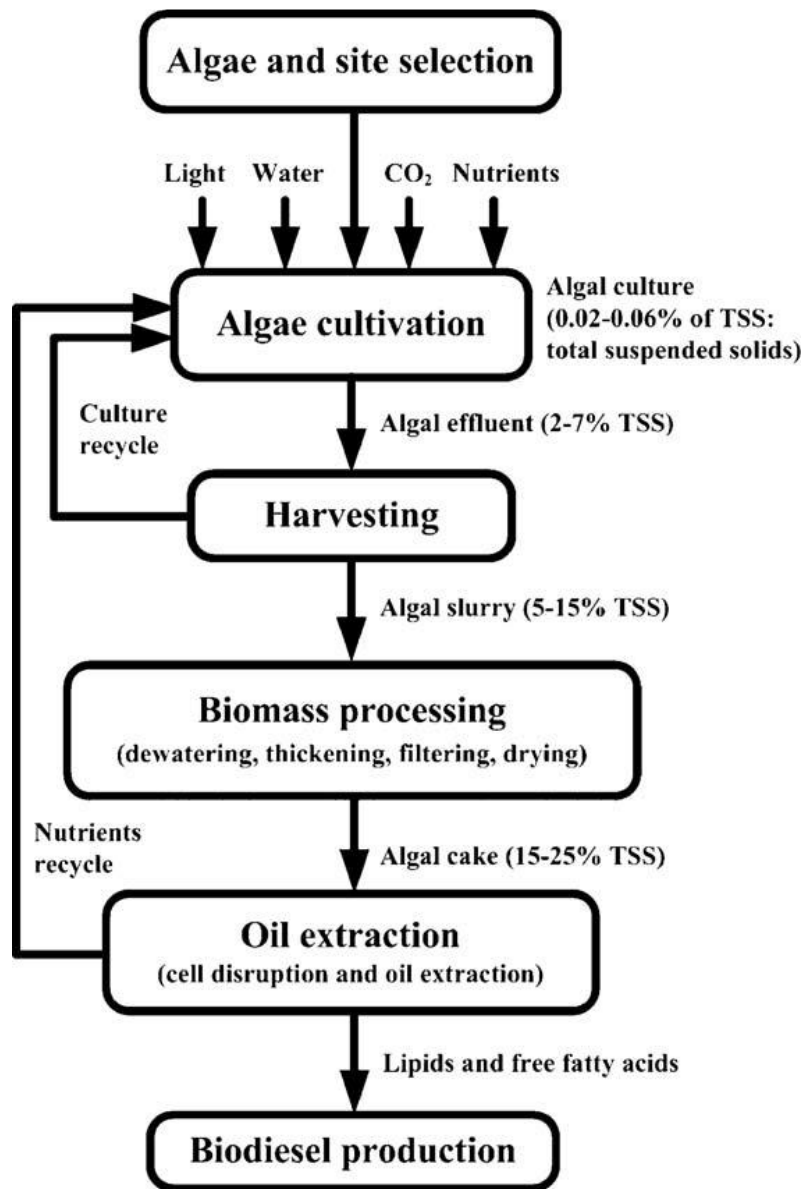 Algae and site selection
Light Water CO₂ Nutrients
Algae cultivation
Algal culture
(0.02-0.06% of TSS:
total suspended solids)
Culture
recycle
Algal effluent (2-7% TSS)
Harvesting
Algal slurry (5-15% TSS)
Biomass processing
(dewatering, thickening, filtering, drying)
Nutrients
recycle
Algal cake (15-25% TSS)
Oil extraction
(cell disruption and oil extraction)
Lipids and free fatty acids
Biodiesel production